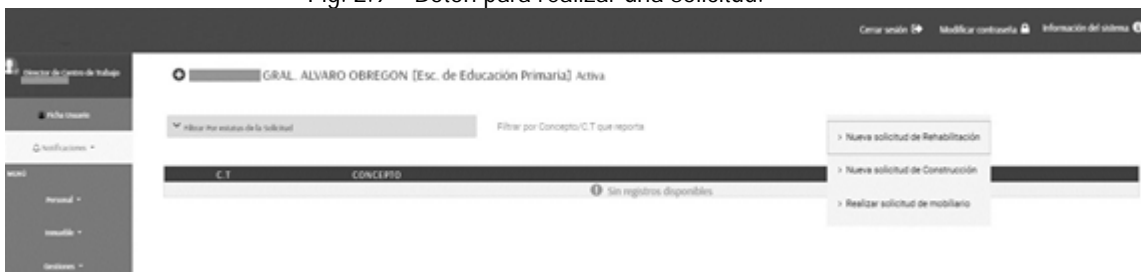 Fig. 2.7 Botón para realizar una solicitud.
Cerrar sesión Modificar contraseña Información del sistema
Director de Centro de Trabajo
GRAL. ALVARO OBREGON [Esc. de Educación Primaria] Activa
Ficha Usuario
Filtrar Por estatus de la Solicitud
Filtrar por Concepto/C.T que reporta
> Nueva solicitud de Rehabilitación
Notificaciones
MENÚ
C.T CONCEPTO
> Nueva solicitud de Construcción
Sin registros disponibles
Personal
> Realizar solicitud de mobiliario
Inmueble
Gestiones